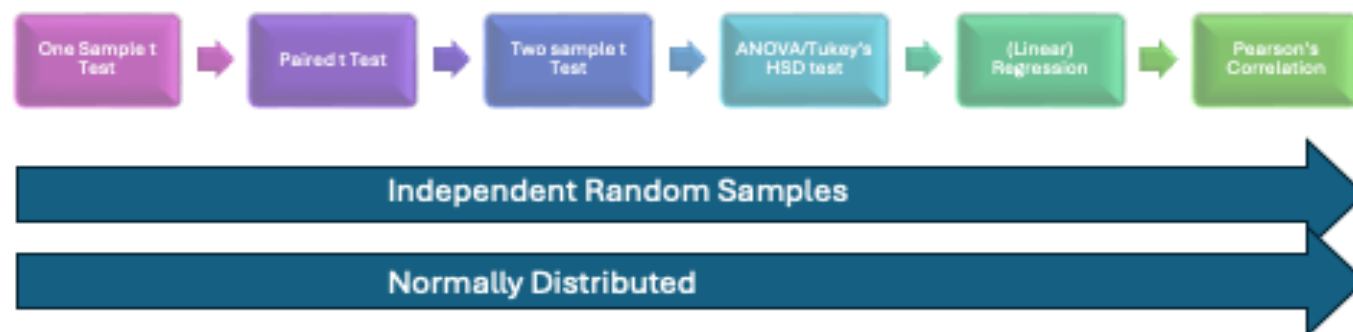 One Sample t
Test
Paired t Test
Two sample t
Test
ANOVA/Tukey's
HSD test
(Linear)
Regression
Pearson's
Correlation
Independent Random Samples
Normally Distributed